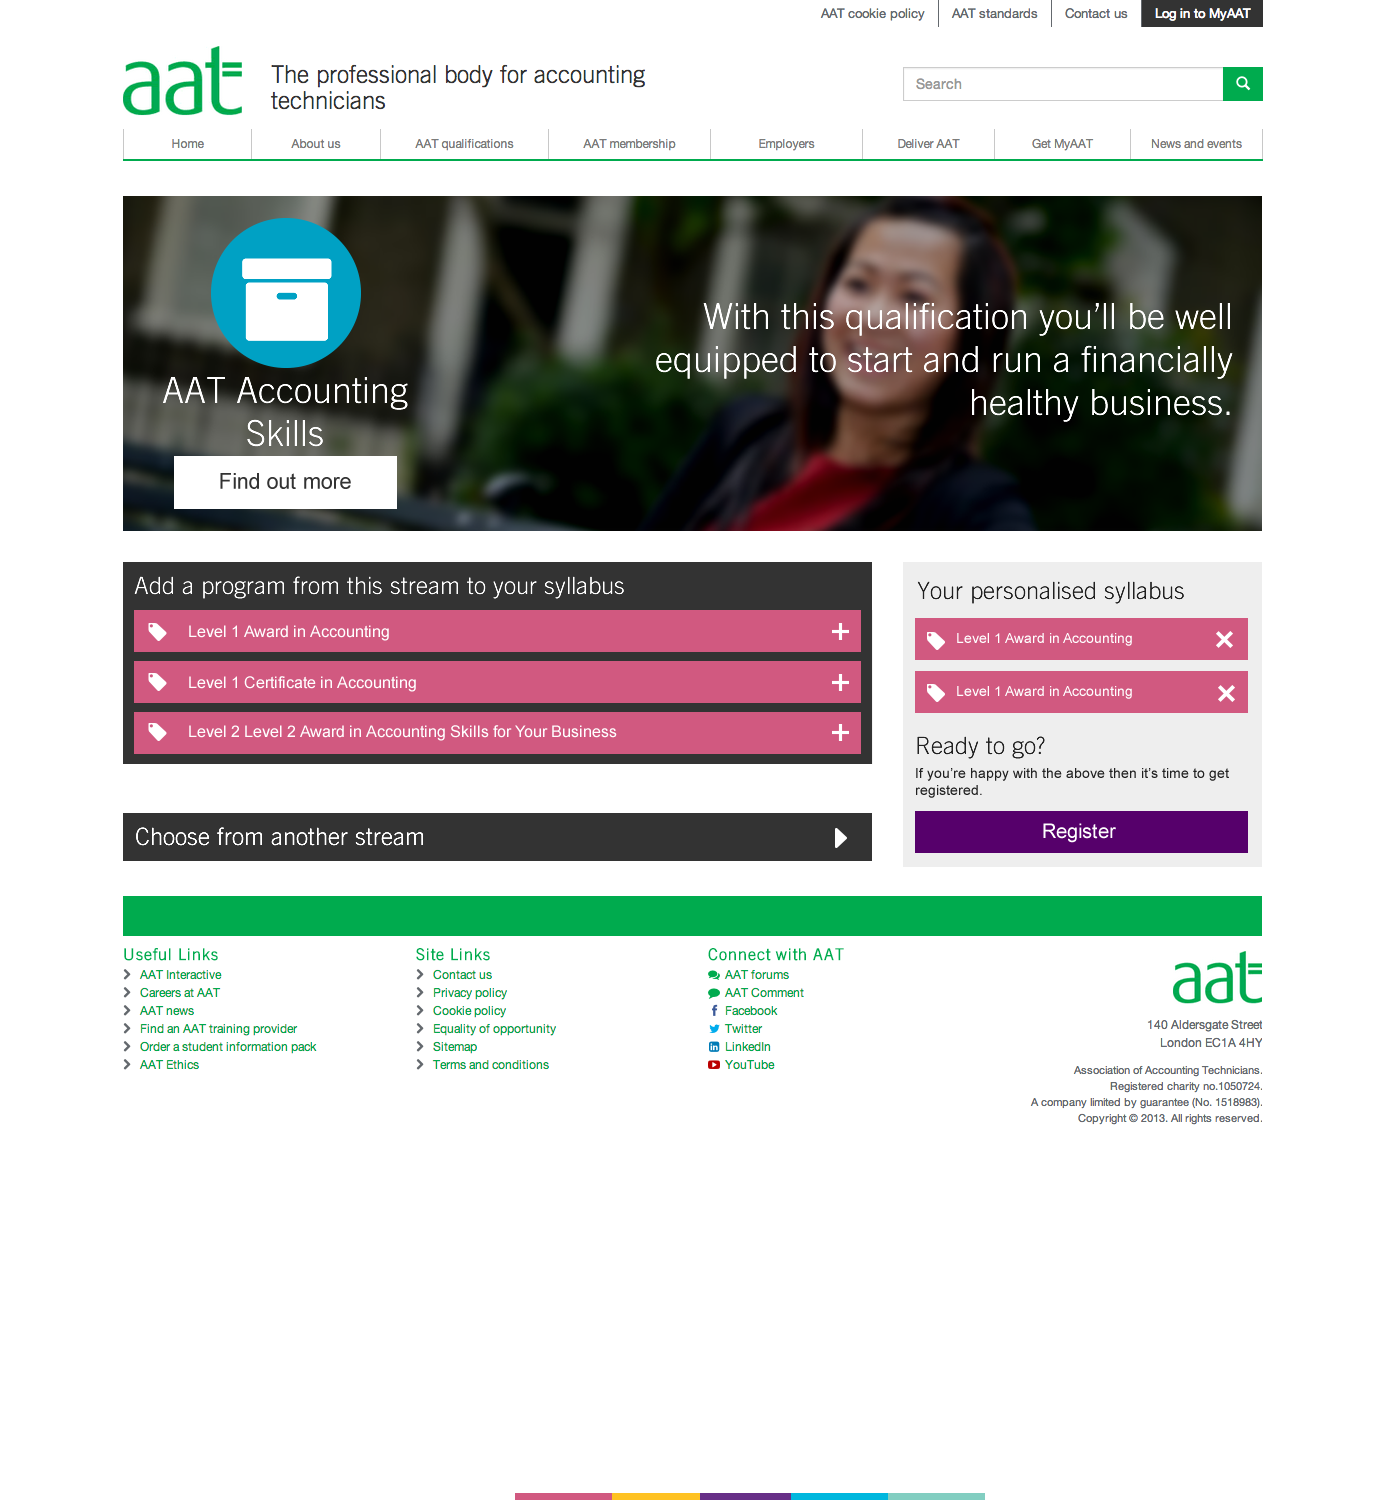 AAT cookie policy
AAT standards
Contact us
Log in to MyAAT
aat
The professional body for accounting
technicians
Search
Home
About us
AAT qualifications
AAT membership
Employers
Deliver AAT
Get MyAAT
News and events
With this qualification you'll be well
equipped to start and run a financially
healthy business.
AAT Accounting
Skills
Find out more
Add a program from this stream to your syllabus
Level 1 Award in Accounting
Level 1 Certificate in Accounting
Level 2 Level 2 Award in Accounting Skills for Your Business
Choose from another stream
Your personalised syllabus
Level 1 Award in Accounting
Level 1 Award in Accounting
Ready to go?
If you're happy with the above then it's time to get
registered.
Register
Useful Links
AAT Interactive
Careers at AAT
AAT news
Find an AAT training provider
Order a student information pack
AAT Ethics
Site Links
Contact us
Privacy policy
Cookie policy
Equality of opportunity
Sitemap
Terms and conditions
Connect with AAT
AAT forums
AAT Comment
Facebook
Twitter
LinkedIn
YouTube
aat
140 Aldersgate Street
London EC1A 4HY
Association of Accounting Technicians.
Registered charity no.1050724.
A company limited by guarantee (No. 1518983).
Copyright © 2013. All rights reserved.